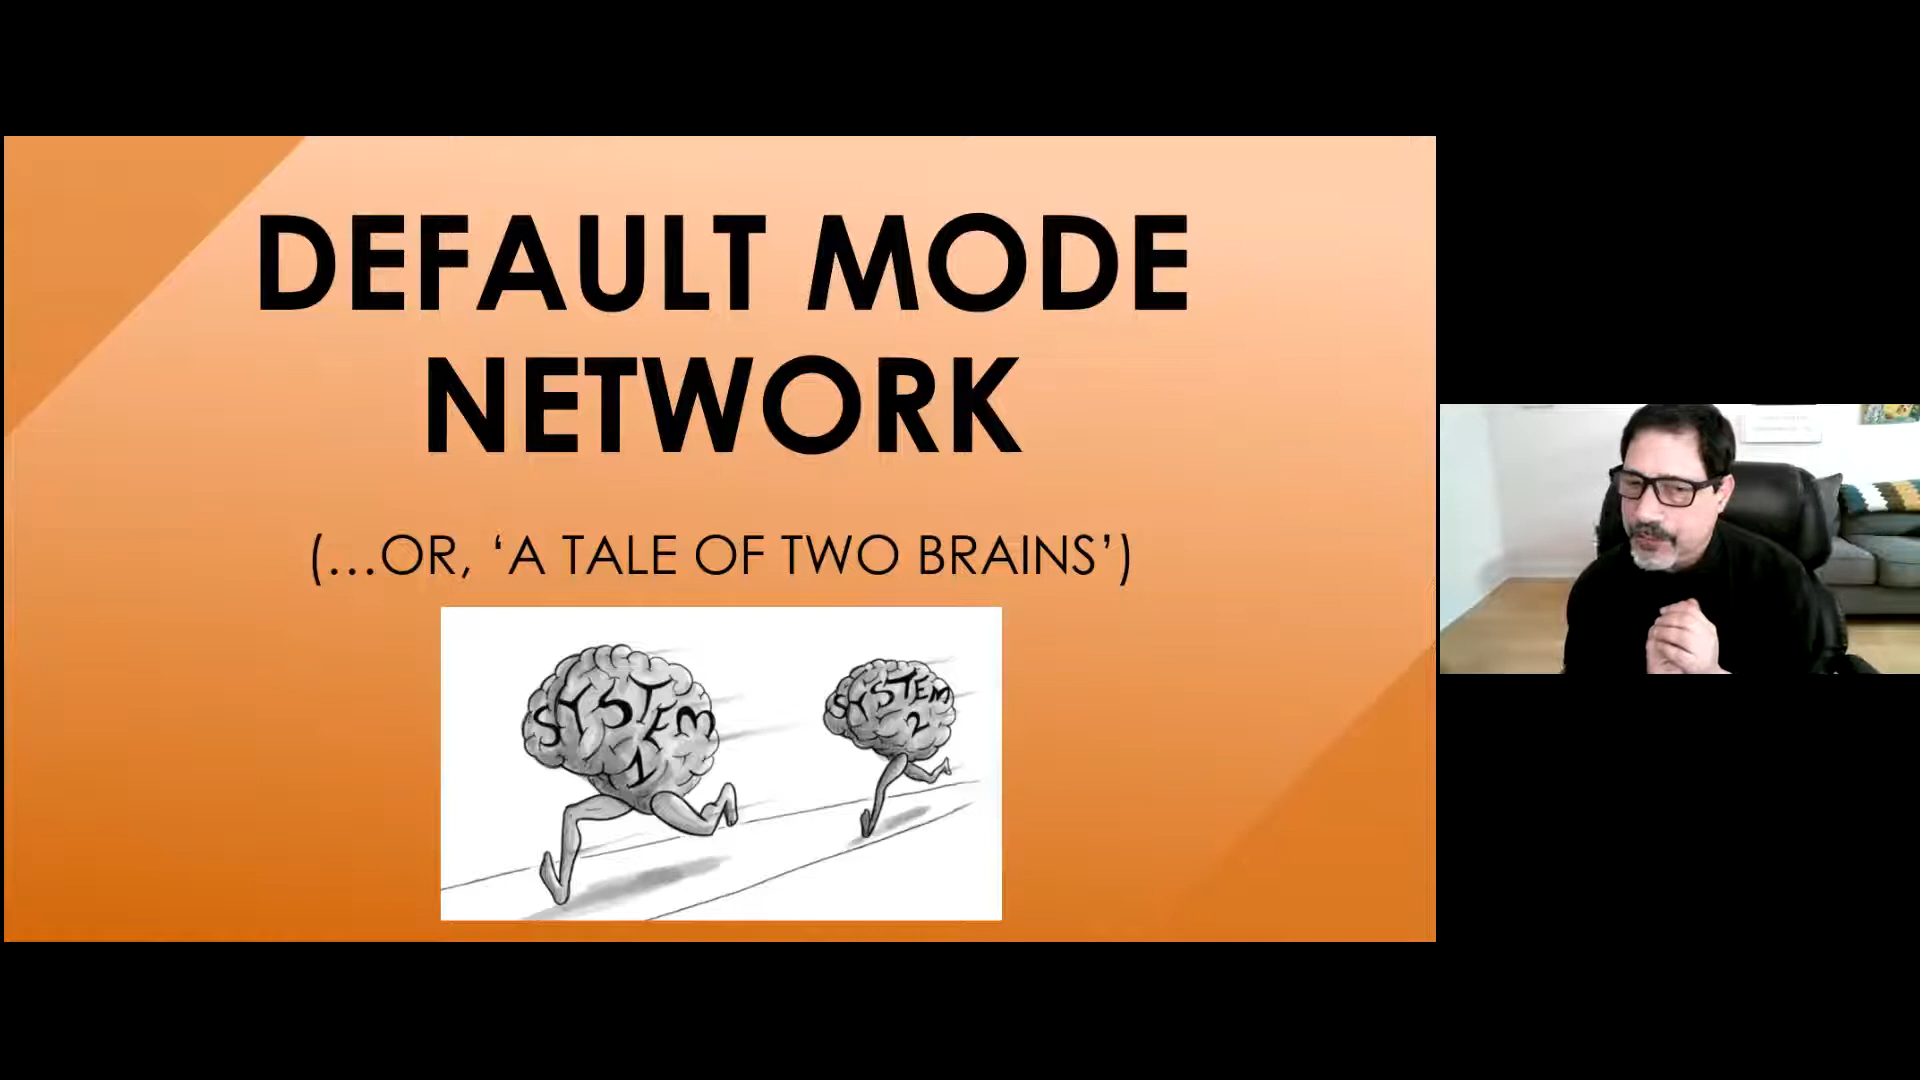 DEFAULT MODE
NETWORK
(…OR, ‘A TALE OF TWO BRAINS’)
SYSTEM
1
SYSTEM
2